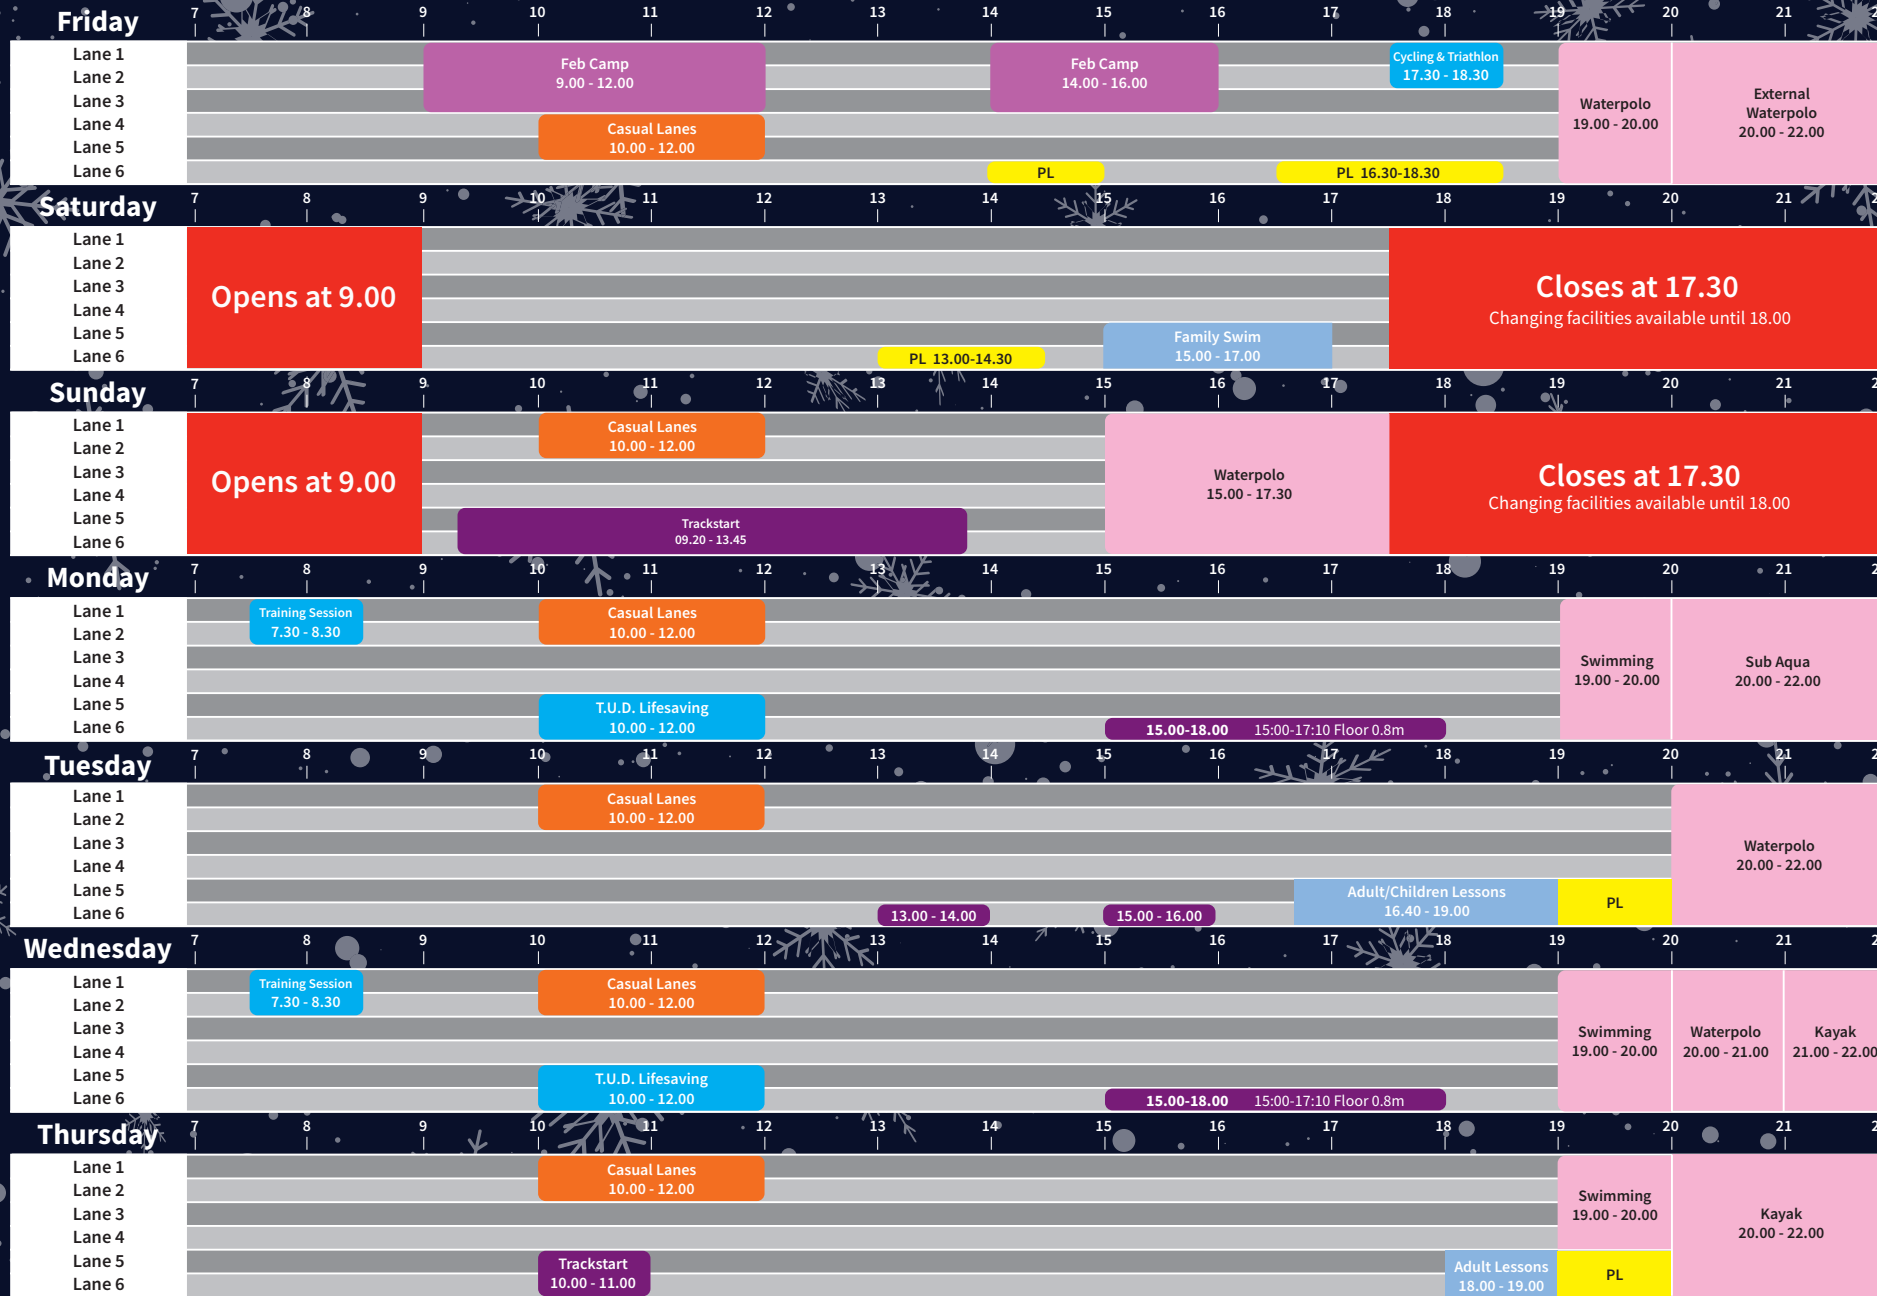 Friday
7 8 9 10 11 12 13 14 15 16 17 18 19 20 21 2
Lane 1
Lane 2
Lane 3
Lane 4
Lane 5
Lane 6
Feb Camp
9.00 - 12.00
Casual Lanes
10.00 - 12.00
Feb Camp
14.00 - 16.00
PL
PL 16.30-18.30
Cycling & Triathlon
17.30 - 18.30
Waterpolo
19.00 - 20.00
External
Waterpolo
20.00 - 22.00
Saturday
7 8 9 10 11 12 13 14 15 16 17 18 19 20 21 2
Lane 1
Lane 2
Lane 3
Lane 4
Lane 5
Lane 6
Opens at 9.00
PL 13.00-14.30
Family Swim
15.00 - 17.00
Closes at 17.30
Changing facilities available until 18.00
Sunday
7 8 9 10 11 12 13 14 15 16 17 18 19 20 21 2
Lane 1
Lane 2
Lane 3
Lane 4
Lane 5
Lane 6
Opens at 9.00
Casual Lanes
10.00 - 12.00
Trackstart
09.20 - 13.45
Waterpolo
15.00 - 17.30
Closes at 17.30
Changing facilities available until 18.00
Monday
7 8 9 10 11 12 13 14 15 16 17 18 19 20 21 2
Lane 1
Lane 2
Lane 3
Lane 4
Lane 5
Lane 6
Training Session
7.30 - 8.30
Casual Lanes
10.00 - 12.00
T.U.D. Lifesaving
10.00 - 12.00
15.00-18.00 15:00-17:10 Floor 0.8m
Swimming
19.00 - 20.00
Sub Aqua
20.00 - 22.00
Tuesday
7 8 9 10 11 12 13 14 15 16 17 18 19 20 21 2
Lane 1
Lane 2
Lane 3
Lane 4
Lane 5
Lane 6
Casual Lanes
10.00 - 12.00
13.00 - 14.00
15.00 - 16.00
Adult/Children Lessons
16.40 - 19.00
PL
Waterpolo
20.00 - 22.00
Wednesday
7 8 9 10 11 12 13 14 15 16 17 18 19 20 21 2
Lane 1
Lane 2
Lane 3
Lane 4
Lane 5
Lane 6
Training Session
7.30 - 8.30
Casual Lanes
10.00 - 12.00
T.U.D. Lifesaving
10.00 - 12.00
15.00-18.00 15:00-17:10 Floor 0.8m
Swimming
19.00 - 20.00
Waterpolo
20.00 - 21.00
Kayak
21.00 - 22.00
Thursday
7 8 9 10 11 12 13 14 15 16 17 18 19 20 21 2
Lane 1
Lane 2
Lane 3
Lane 4
Lane 5
Lane 6
Casual Lanes
10.00 - 12.00
Trackstart
10.00 - 11.00
Adult Lessons
18.00 - 19.00
Swimming
19.00 - 20.00
PL
Kayak
20.00 - 22.00